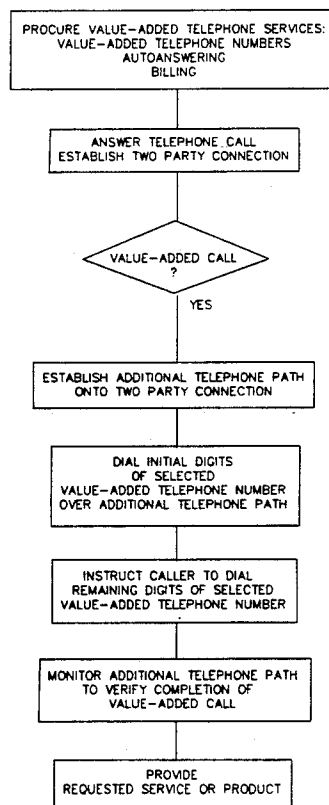 PROCURE VALUE-ADDED TELEPHONE SERVICES:
VALUE-ADDED TELEPHONE NUMBERS
AUTOANSWERING
BILLING
ANSWER TELEPHONE CALL
ESTABLISH TWO PARTY CONNECTION
VALUE-ADDED CALL
?
YES
ESTABLISH ADDITIONAL TELEPHONE PATH
ONTO TWO PARTY CONNECTION
DIAL INITIAL DIGITS
OF SELECTED
VALUE-ADDED TELEPHONE NUMBER
OVER ADDITIONAL TELEPHONE PATH
INSTRUCT CALLER TO DIAL
REMAINING DIGITS OF SELECTED
VALUE-ADDED TELEPHONE NUMBER
MONITOR ADDITIONAL TELEPHONE PATH
TO VERIFY COMPLETION OF
VALUE-ADDED CALL
PROVIDE
REQUESTED SERVICE OR PRODUCT